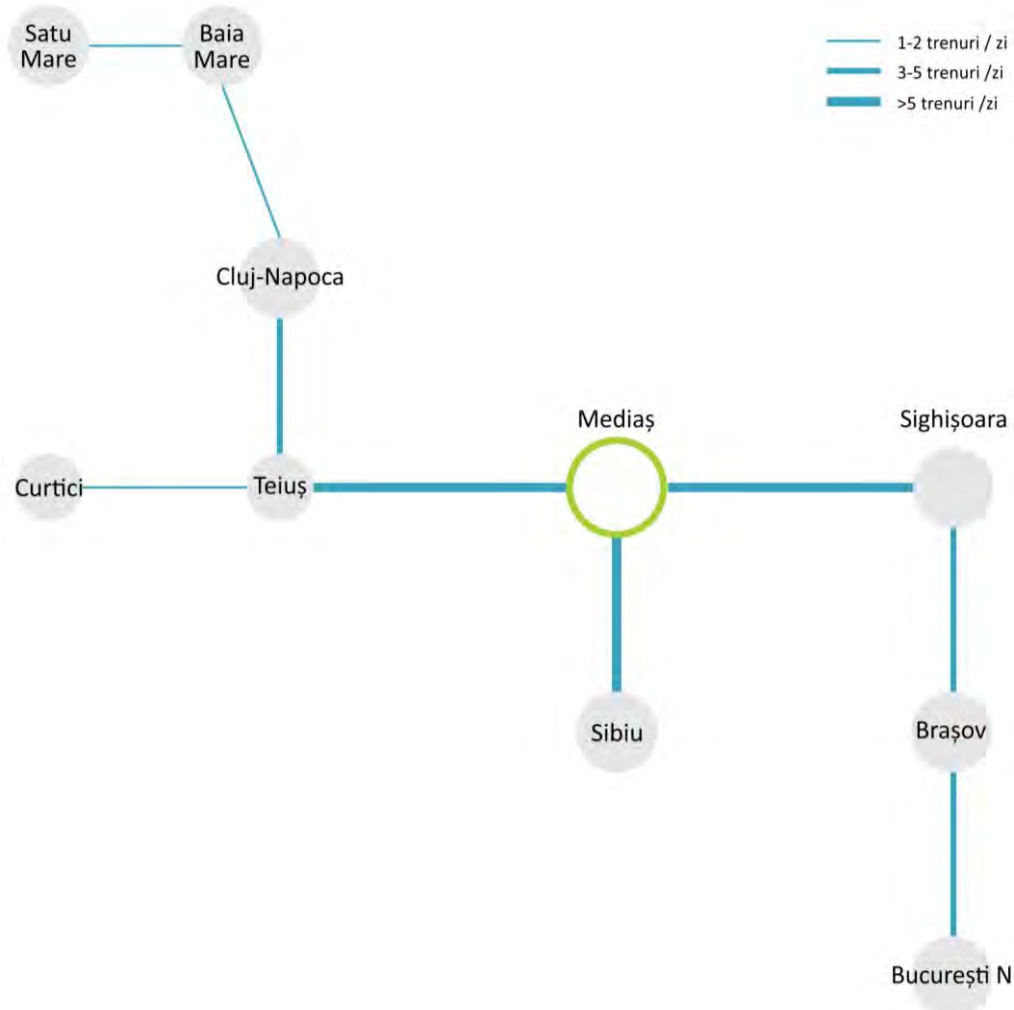 Satu
Mare
Baia
Mare
1-2 trenuri / zi
3-5 trenuri /zi
>5 trenuri /zi
Cluj-Napoca
Mediaș
Sighișoara
Curtici
Teiuș
Sibiu
Brașov
București N